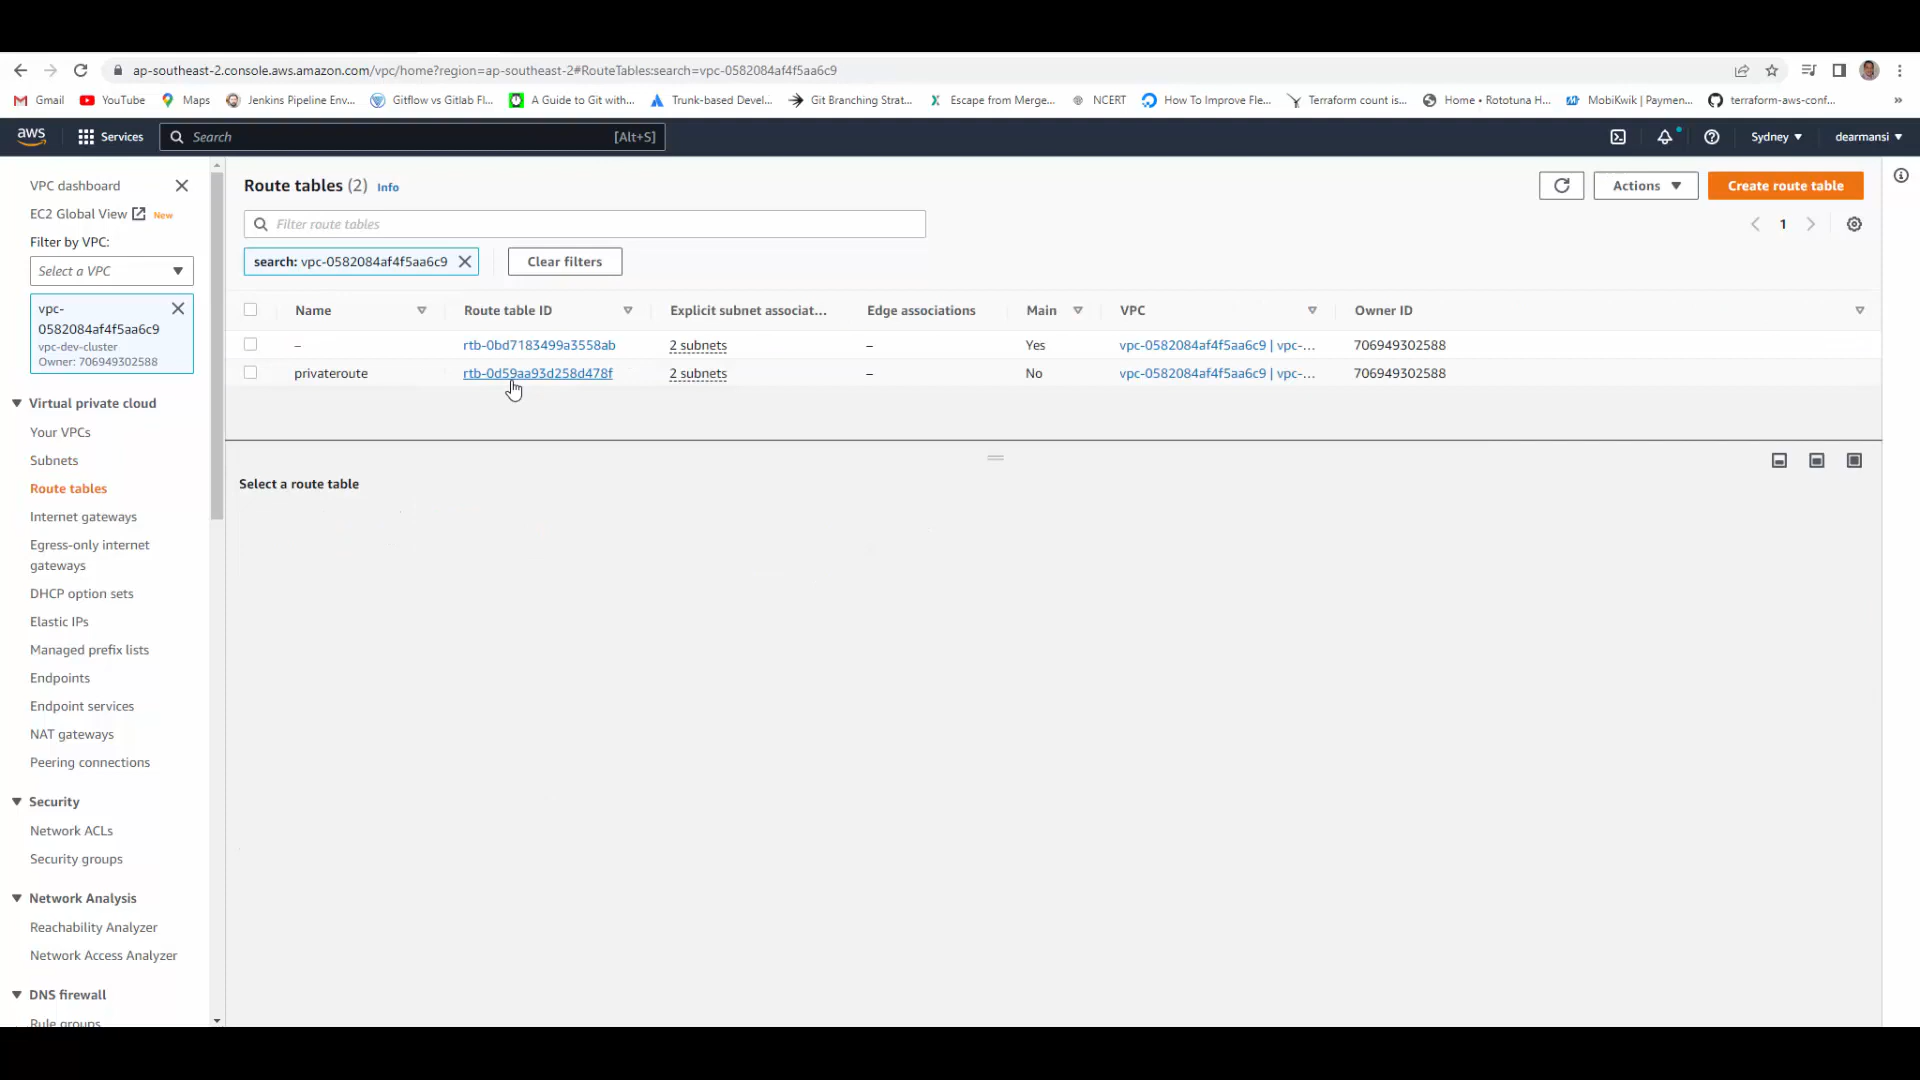 ap-southeast-2.console.aws.amazon.com/vpc/home?region=ap-southeast-2#RouteTables:search=vpc-0582084af4f5aa6c9
Gmail YouTube Maps Jenkins Pipeline Env... Gitflow vs Gitlab Fl... A Guide to Git with... Trunk-based Devel... Git Branching Strat... Escape from Merge... NCERT How To Improve Fle... Terraform count is... Home • Rototuna H... MobiKwik | Paymen... terraform-aws-conf... »
aws Services Search [Alt+S] Sydney dearmansi
VPC dashboard
EC2 Global View New
Filter by VPC:
Select a VPC
vpc-
0582084af4f5aa6c9
vpc-dev-cluster
Owner: 706949302588
Virtual private cloud
Your VPCs
Subnets
Route tables
Internet gateways
Egress-only internet
gateways
DHCP option sets
Elastic IPs
Managed prefix lists
Endpoints
Endpoint services
NAT gateways
Peering connections
Security
Network ACLs
Security groups
Network Analysis
Reachability Analyzer
Network Access Analyzer
DNS firewall
Rule groups
Route tables (2) Info
Actions
Create route table
Filter route tables
1
search: vpc-0582084af4f5aa6c9
Clear filters
Name Route table ID Explicit subnet associat... Edge associations Main VPC Owner ID
– rtb-0bd7183499a3558ab 2 subnets – Yes vpc-0582084af4f5aa6c9 | vpc-... 706949302588
privateroute rtb-0d59aa93d258d478f 2 subnets – No vpc-0582084af4f5aa6c9 | vpc-... 706949302588
Select a route table